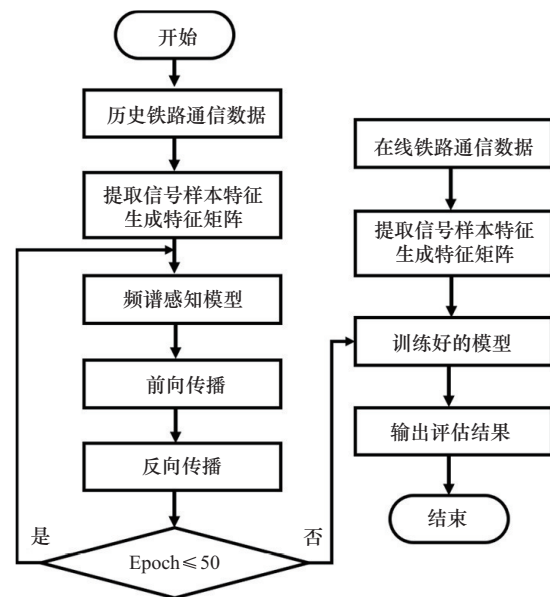 开始
历史铁路通信数据
提取信号样本特征
生成特征矩阵
频谱感知模型
前向传播
反向传播
是
Epoch≤50
否
在线铁路通信数据
提取信号样本特征
生成特征矩阵
训练好的模型
输出评估结果
结束